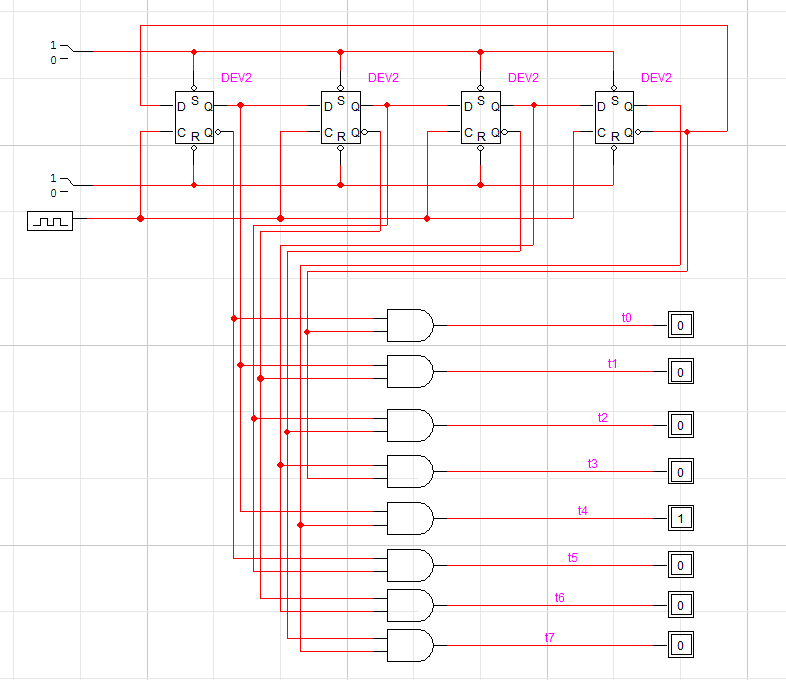 1
0
DEV2 DEV2 DEV2 DEV2
S S S S
D Q D Q D Q D Q
C R Q C R Q C R Q C R Q
1
0
t0 0
t1 0
t2 0
t3 0
t4 1
t5 0
t6 0
t7 0